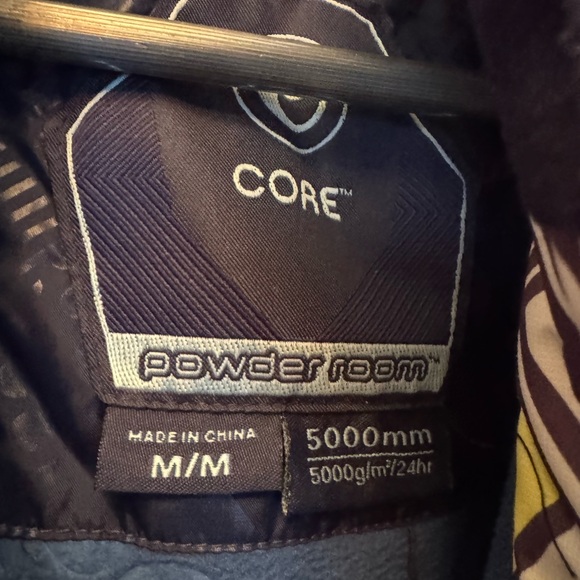 CORE™
powder room™
MADE IN CHINA
M/M
5000mm
5000g/m²/24hr